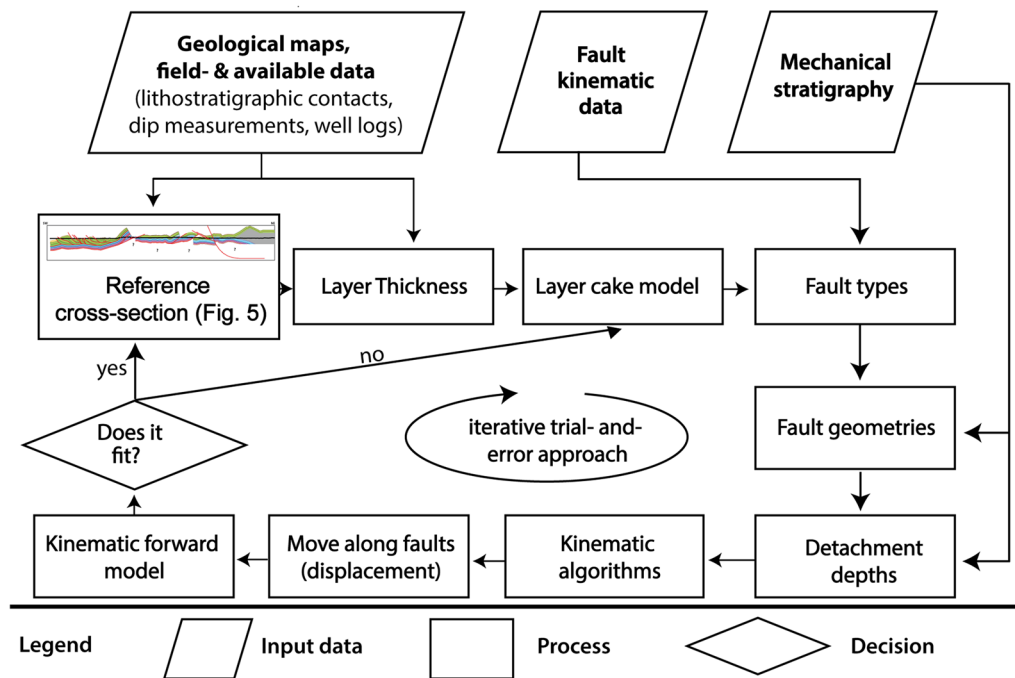 Geological maps,
field- & available data
(lithostratigraphic contacts,
dip measurements, well logs)
Fault
kinematic
data
Mechanical
stratigraphy
Reference
cross-section (Fig. 5)
Layer Thickness
Layer cake model
Fault types
yes
no
Does it
fit?
iterative trial- and-
error approach
Fault geometries
Kinematic forward
model
Move along faults
(displacement)
Kinematic
algorithms
Detachment
depths
Legend
Input data
Process
Decision